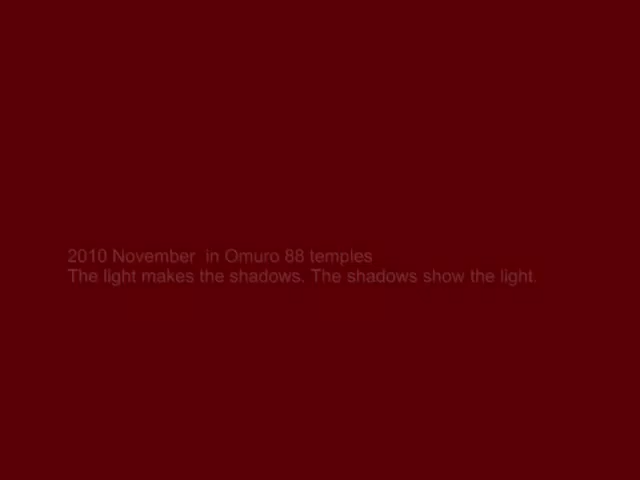 2010 November  in Omuro 88 temples
The light makes the shadows. The shadows show the light.